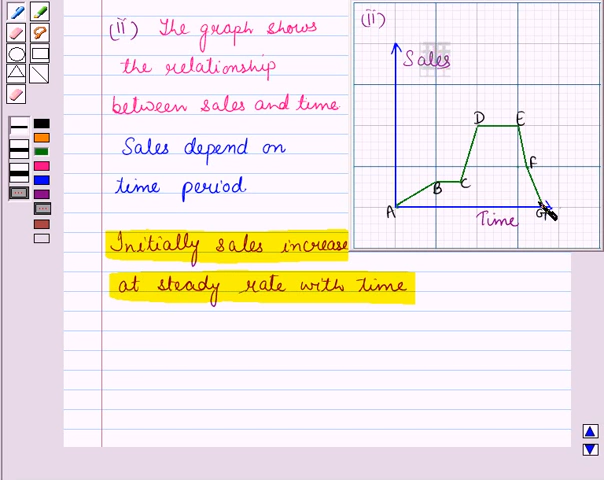 (ii) The graph shows
the relationship
between sales and time
Sales depend on
time period
Initially sales increase
at steady rate with time
(ii)
Sales
D E
F
B C
A G
Time